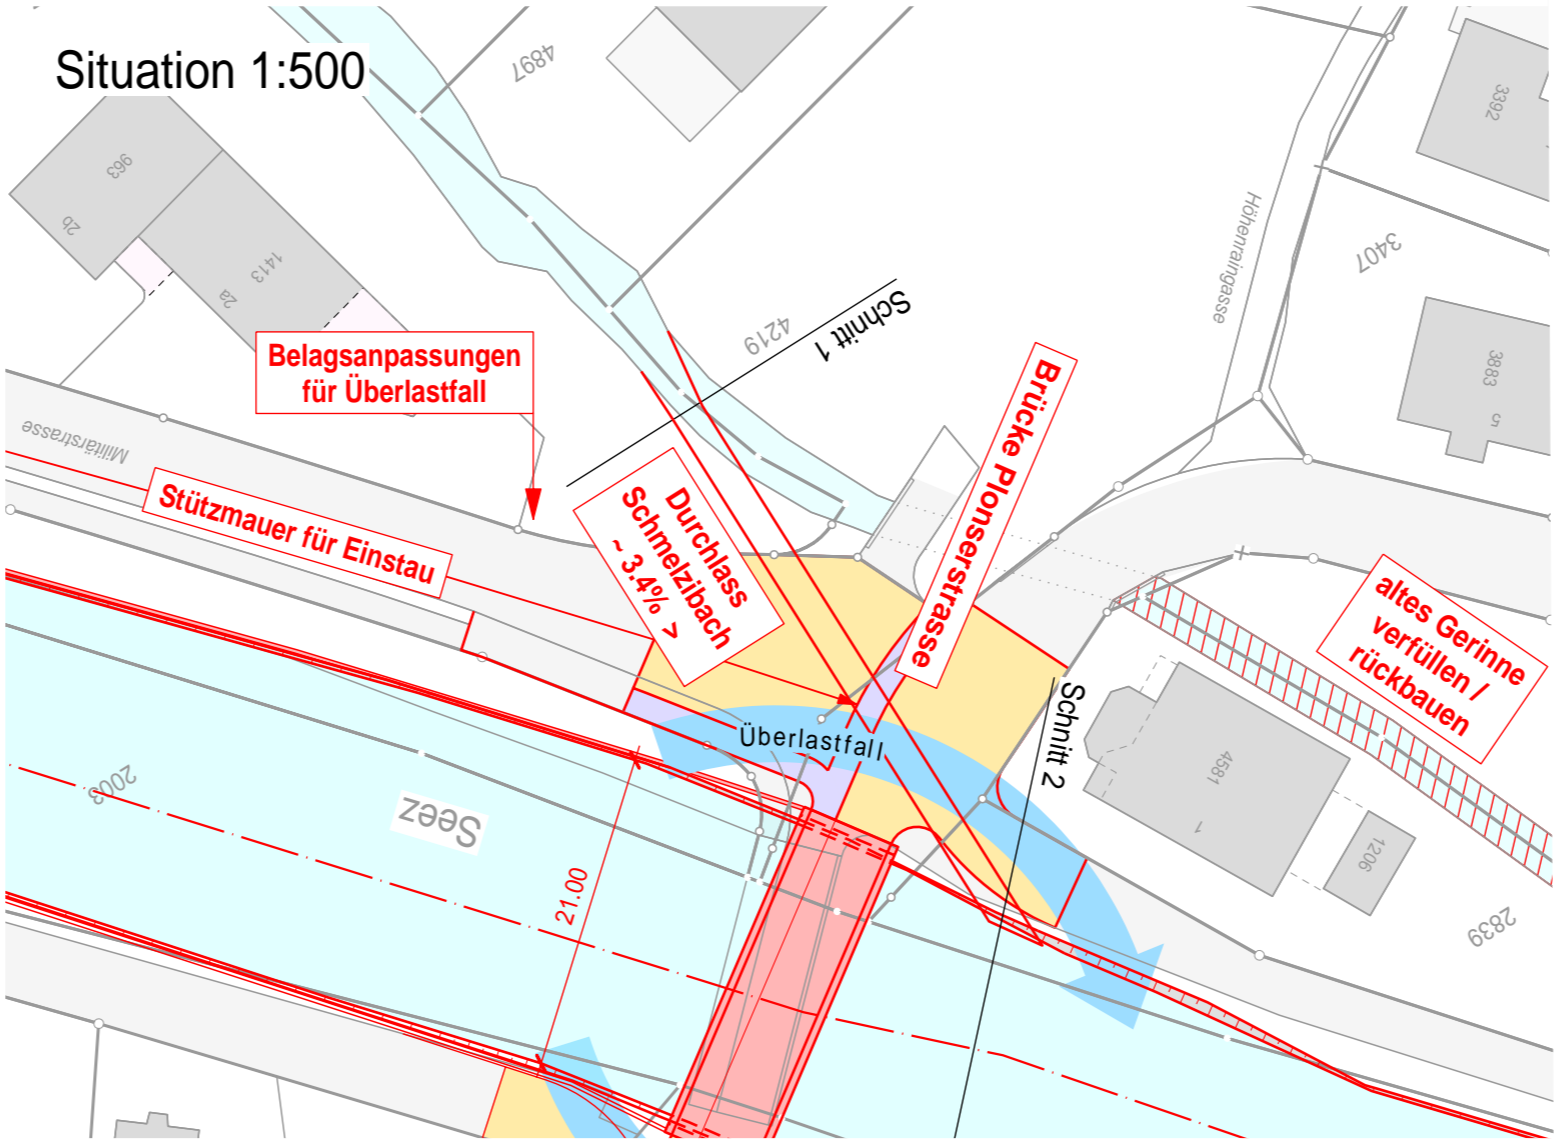 Situation 1:500
4897
3392
963
2b
1413
2a
Höhenraingasse
3407
4219
Schnitt 1
3883
5
Belagsanpassungen
für Überlastfall
Brücke Plonserstrasse
Militärstrasse
Stützmauer für Einstau
Durchlass
Schmelzibach
~ 3.4% >
altes Gerinne
verfüllen /
rückbauen
Schnitt 2
Überlastfall
2003
Seez
4581
1
1206
21.00
2839